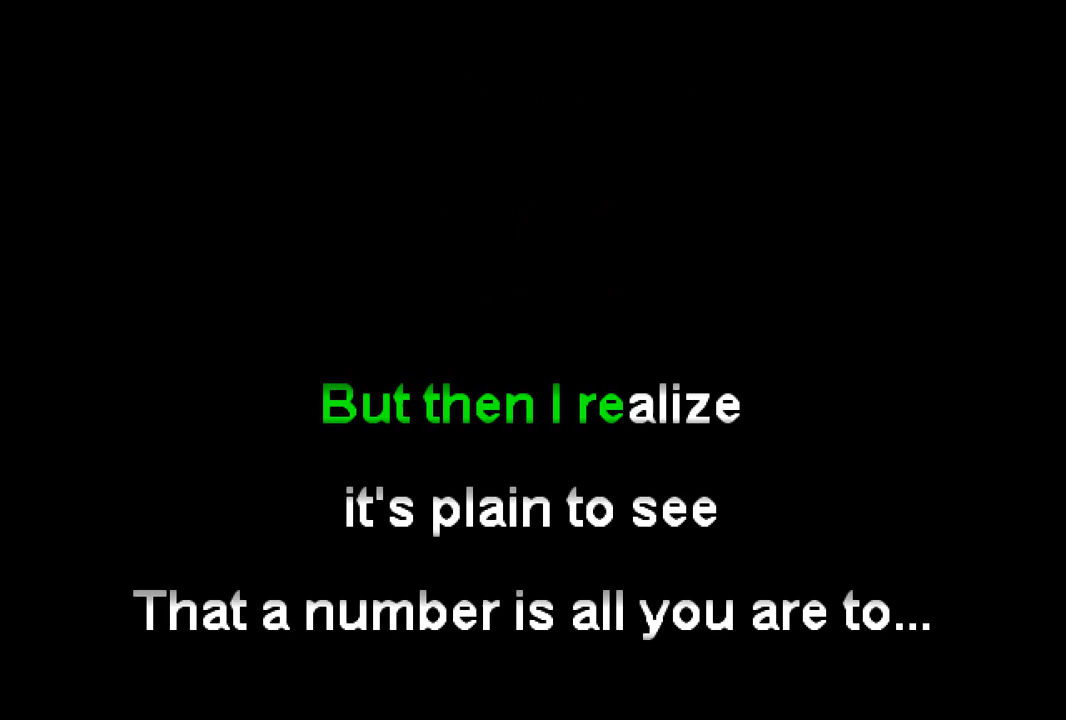 But then I realize
it's plain to see
That a number is all you are to...